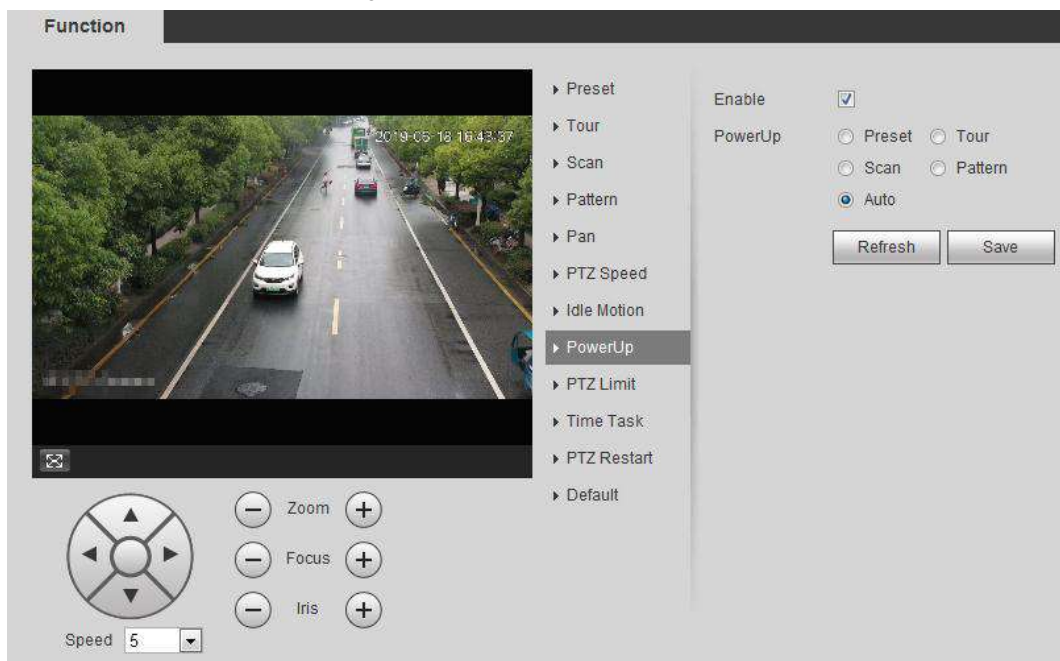 Function
2019-05-18 16:43:37
Preset
Tour
Scan
Pattern
Pan
PTZ Speed
Idle Motion
PowerUp
PTZ Limit
Time Task
PTZ Restart
Default
Enable
PowerUp
Preset Tour
Scan Pattern
Auto
Refresh Save
Zoom
Focus
Iris
Speed 5